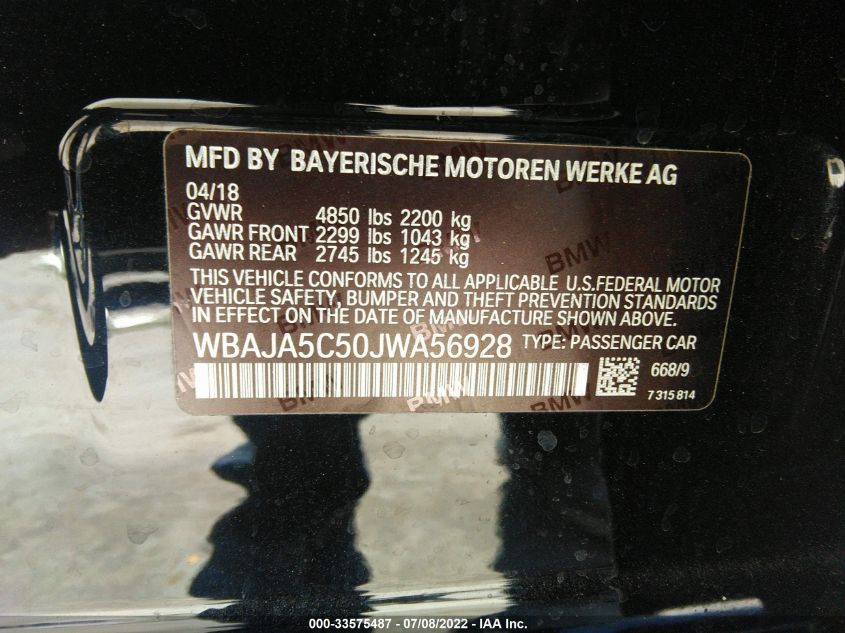 MFD BY BAYERISCHE MOTOREN WERKE AG
04/18
GVWR 4850 lbs 2200 kg
GAWR FRONT 2299 lbs 1043 kg
GAWR REAR 2745 lbs 1245 kg
THIS VEHICLE CONFORMS TO ALL APPLICABLE U.S.FEDERAL MOTOR
VEHICLE SAFETY, BUMPER AND THEFT PREVENTION STANDARDS
IN EFFECT ON THE DATE OF MANUFACTURE SHOWN ABOVE.
WBAJA5C50JWA56928 TYPE: PASSENGER CAR
668/9
7 315 814
BMW
000-33575487 - 07/08/2022 - IAA Inc.